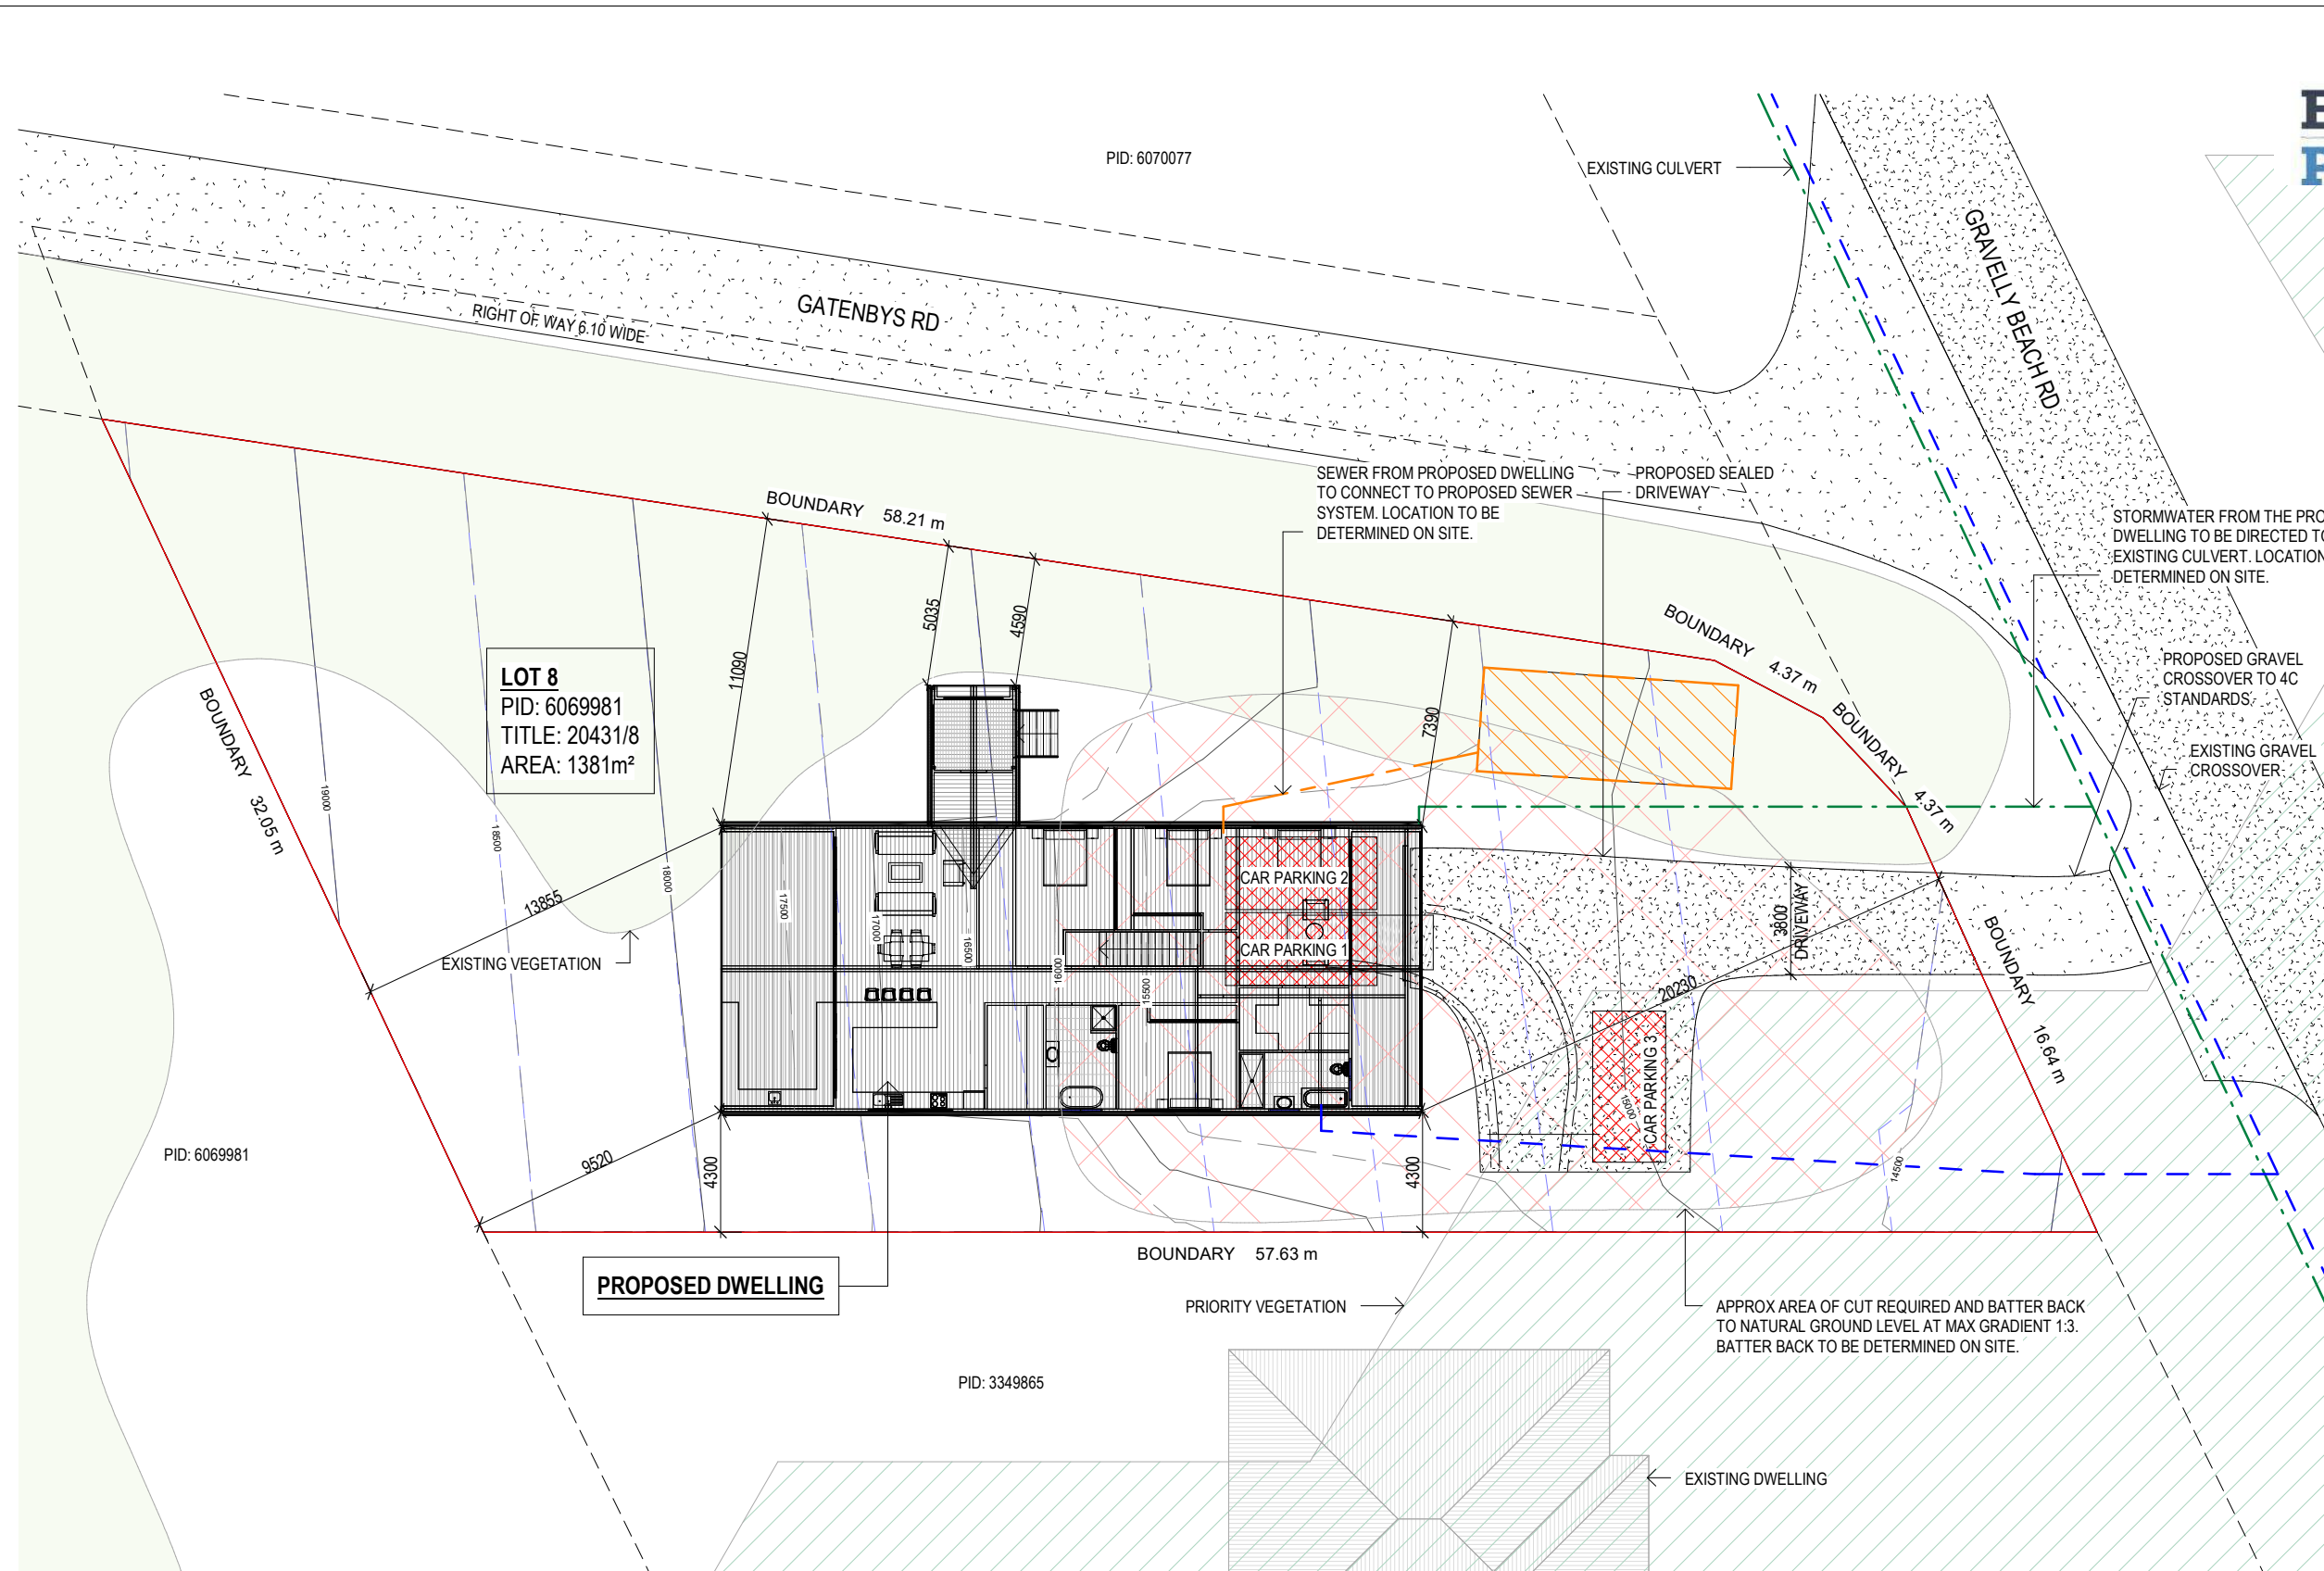 PID: 6070077
EXISTING CULVERT
GRAVELLY BEACH RD
GATENBYS RD
RIGHT OF WAY 6.10 WIDE
SEWER FROM PROPOSED DWELLING
TO CONNECT TO PROPOSED SEWER
SYSTEM. LOCATION TO BE
DETERMINED ON SITE.
PROPOSED SEALED
DRIVEWAY
STORMWATER FROM THE PRO
DWELLING TO BE DIRECTED TO
EXISTING CULVERT. LOCATION
DETERMINED ON SITE.
BOUNDARY 58.21 m
BOUNDARY 4.37 m
BOUNDARY 4.37 m
5035
4590
11090
7390
LOT 8
PID: 6069981
TITLE: 20431/8
AREA: 1381m²
PROPOSED GRAVEL
CROSSOVER TO 4C
STANDARDS.
EXISTING GRAVEL
CROSSOVER
BOUNDARY 32.05 m
19000
18500
18000
17500
17000
16500
16000
15500
CAR PARKING 2
CAR PARKING 1
3800
DRIVEWAY
13855
EXISTING VEGETATION
20230
BOUNDARY 16.64 m
CAR PARKING 3
15000
14500
PID: 6069981
9520
4300
4300
BOUNDARY 57.63 m
PROPOSED DWELLING
PRIORITY VEGETATION
APPROX AREA OF CUT REQUIRED AND BATTER BACK
TO NATURAL GROUND LEVEL AT MAX GRADIENT 1:3.
BATTER BACK TO BE DETERMINED ON SITE.
PID: 3349865
EXISTING DWELLING